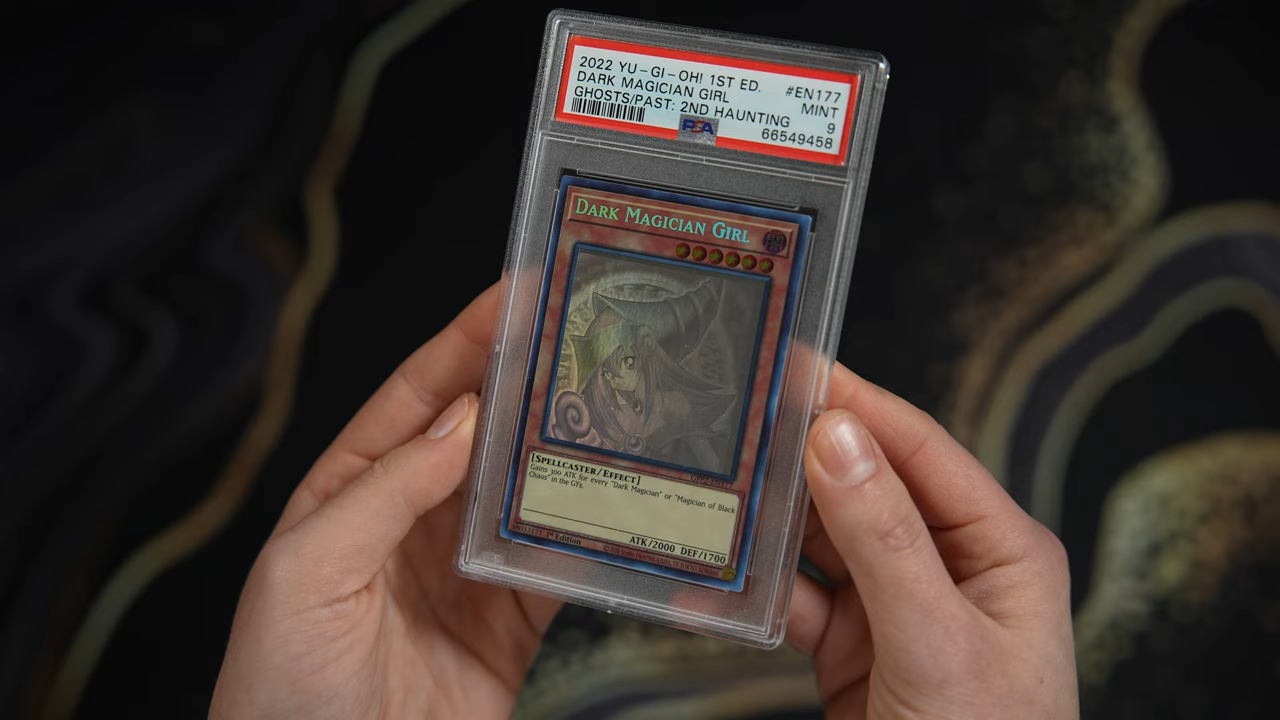 2022 YU-GI-OH! 1ST ED. #EN177
DARK MAGICIAN GIRL MINT
GHOSTS/PAST: 2ND HAUNTING 9
PSA 66549458
DARK MAGICIAN GIRL
GFP2-EN177
[SPELLCASTER/EFFECT]
Gains 300 ATK for every "Dark Magician" or "Magician of Black
Chaos" in the GYs.
ATK/2000 DEF/1700
1st Edition